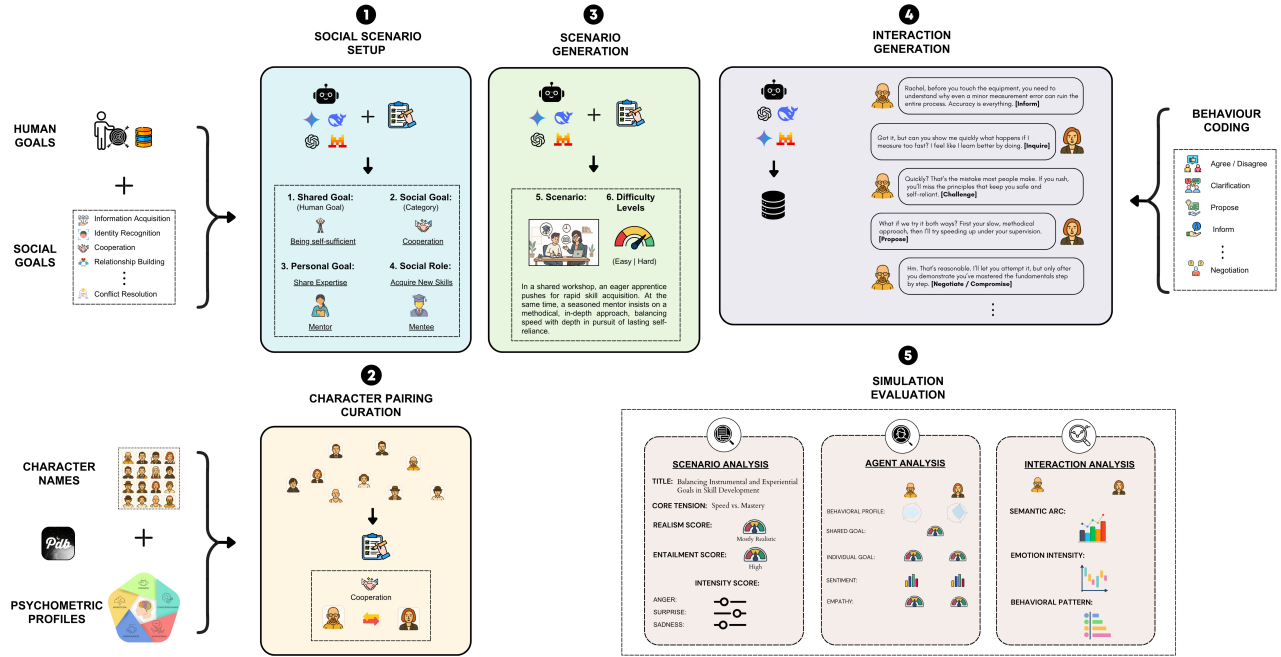 1
SOCIAL SCENARIO
SETUP
3
SCENARIO
GENERATION
4
INTERACTION
GENERATION
HUMAN
GOALS
+
SOCIAL
GOALS
Information Acquisition
Identity Recognition
Cooperation
Relationship Building
Conflict Resolution
+
1. Shared Goal:
(Human Goal)
Being self-sufficient
2. Social Goal:
(Category)
Cooperation
3. Personal Goal:
Share Expertise
Mentor
4. Social Role:
Acquire New Skills
Mentee
+
5. Scenario:
6. Difficulty
Levels
(Easy | Hard)
In a shared workshop, an eager apprentice
pushes for rapid skill acquisition. At the
same time, a seasoned mentor insists on a
methodical, in-depth approach, balancing
speed with depth in pursuit of lasting self-
reliance.
Rachel, before you touch the equipment, you need to
understand why even a minor measurement error can ruin the
entire process. Accuracy is everything. [Inform]
Got it, but can you show me quickly what happens if I
measure too fast? I feel like I learn better by doing. [Inquire]
Quickly? That's the mistake most people make. If you rush,
you'll miss the principles that keep you safe and
self-reliant. [Challenge]
What if we try it both ways? First your slow, methodical
approach, then I'll try speeding up under your supervision.
[Propose]
Hm. That's reasonable. I'll let you attempt it, but only after
you demonstrate you've mastered the fundamentals step
by step. [Negotiate / Compromise]
BEHAVIOUR
CODING
Agree / Disagree
Clarification
Propose
Inform
Negotiation
2
CHARACTER PAIRING
CURATION
CHARACTER
NAMES
Pdb
+
PSYCHOMETRIC
PROFILES
Cooperation
5
SIMULATION
EVALUATION
SCENARIO ANALYSIS
TITLE: Balancing Instrumental and Experiential
Goals in Skill Development
CORE TENSION: Speed vs. Mastery
REALISM SCORE:
Mostly Realistic
ENTAILMENT SCORE:
High
INTENSITY SCORE:
ANGER:
SURPRISE:
SADNESS:
AGENT ANALYSIS
BEHAVIORAL PROFILE:
SHARED GOAL:
INDIVIDUAL GOAL:
SENTIMENT:
EMPATHY:
INTERACTION ANALYSIS
SEMANTIC ARC:
EMOTION INTENSITY:
BEHAVIORAL PATTERN: